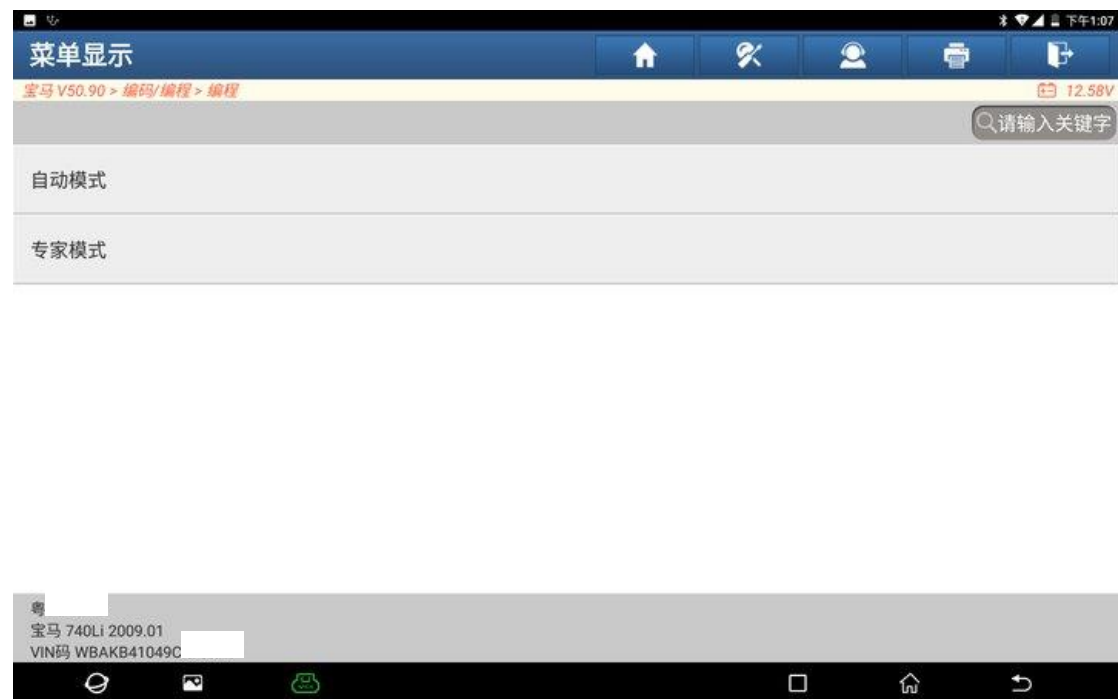 下午1:07
菜单显示
宝马 V50.90 > 编码/编程 > 编程
12.58V
请输入关键字
自动模式
专家模式
粤
宝马 740Li 2009.01
VIN码 WBAKB41049C